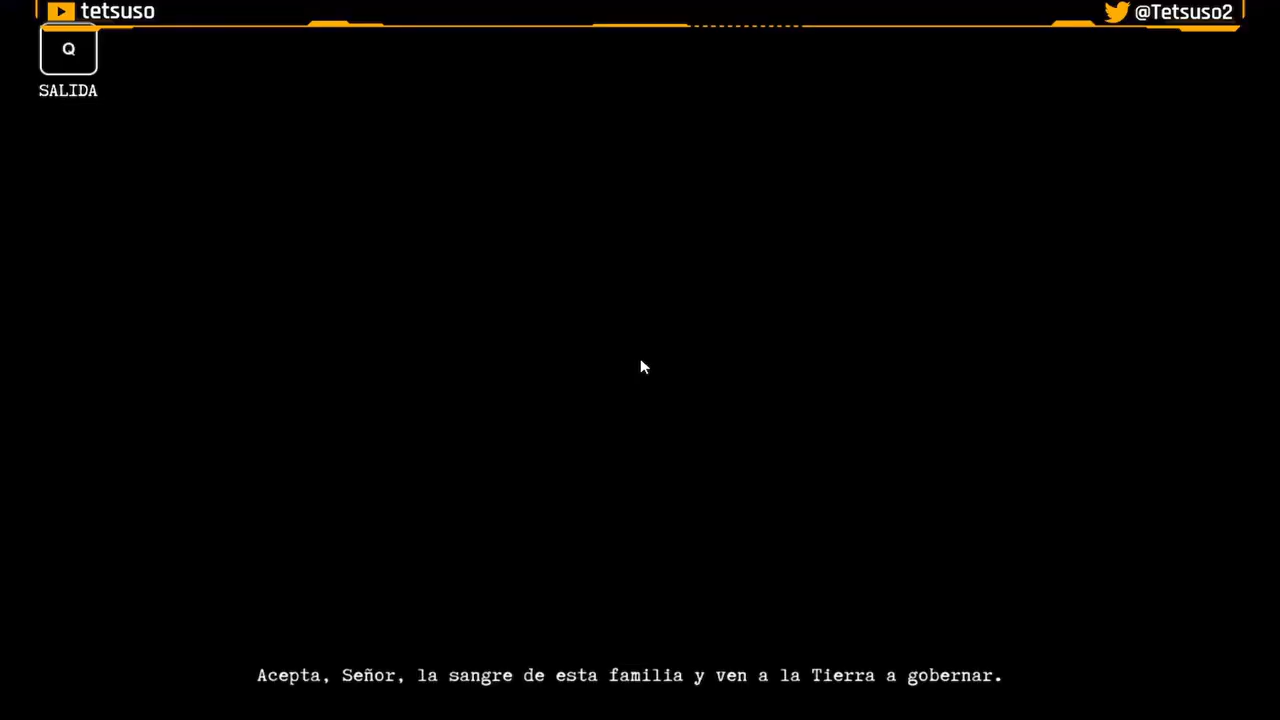 tetsuso
@Tetsuso2
Q
SALIDA
Acepta, Señor, la sangre de esta familia y ven a la Tierra a gobernar.